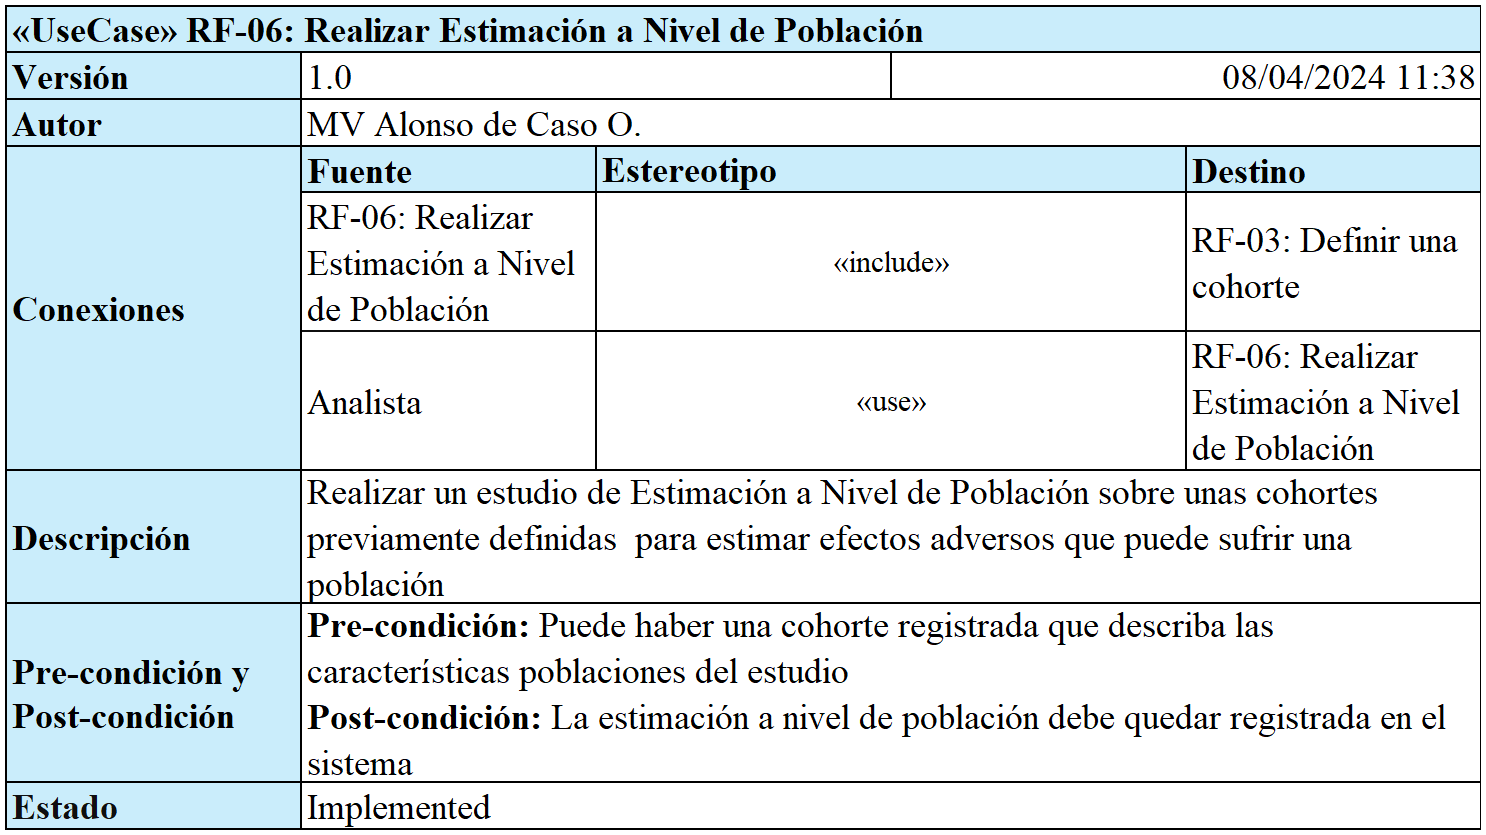 «UseCase» RF-06: Realizar Estimación a Nivel de Población
Versión
1.0
08/04/2024 11:38
Autor
MV Alonso de Caso O.
Conexiones
Fuente
Estereotipo
Destino
RF-06: Realizar
Estimación a Nivel
de Población
«include»
RF-03: Definir una
cohorte
Analista
«use»
RF-06: Realizar
Estimación a Nivel
de Población
Descripción
Realizar un estudio de Estimación a Nivel de Población sobre unas cohortes
previamente definidas  para estimar efectos adversos que puede sufrir una
población
Pre-condición y
Post-condición
Pre-condición: Puede haber una cohorte registrada que describa las
características poblaciones del estudio
Post-condición: La estimación a nivel de población debe quedar registrada en el
sistema
Estado
Implemented